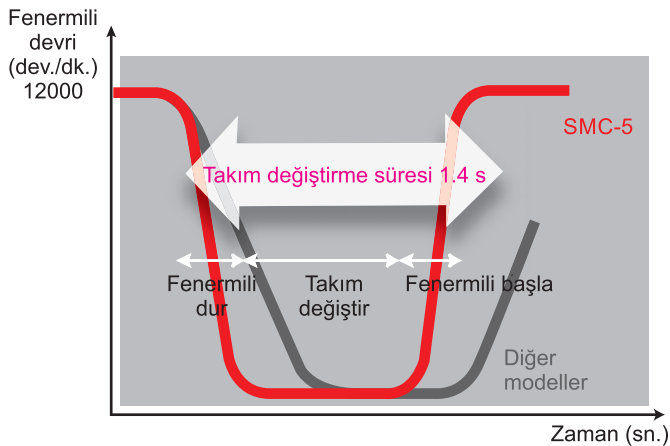 Fenermili
devri
(dev./dk.)
12000
SMC-5
Takım değiştirme süresi 1.4 s
Fenermili
dur
Takım
değiştir
Fenermili başla
Diğer
modeller
Zaman (sn.)